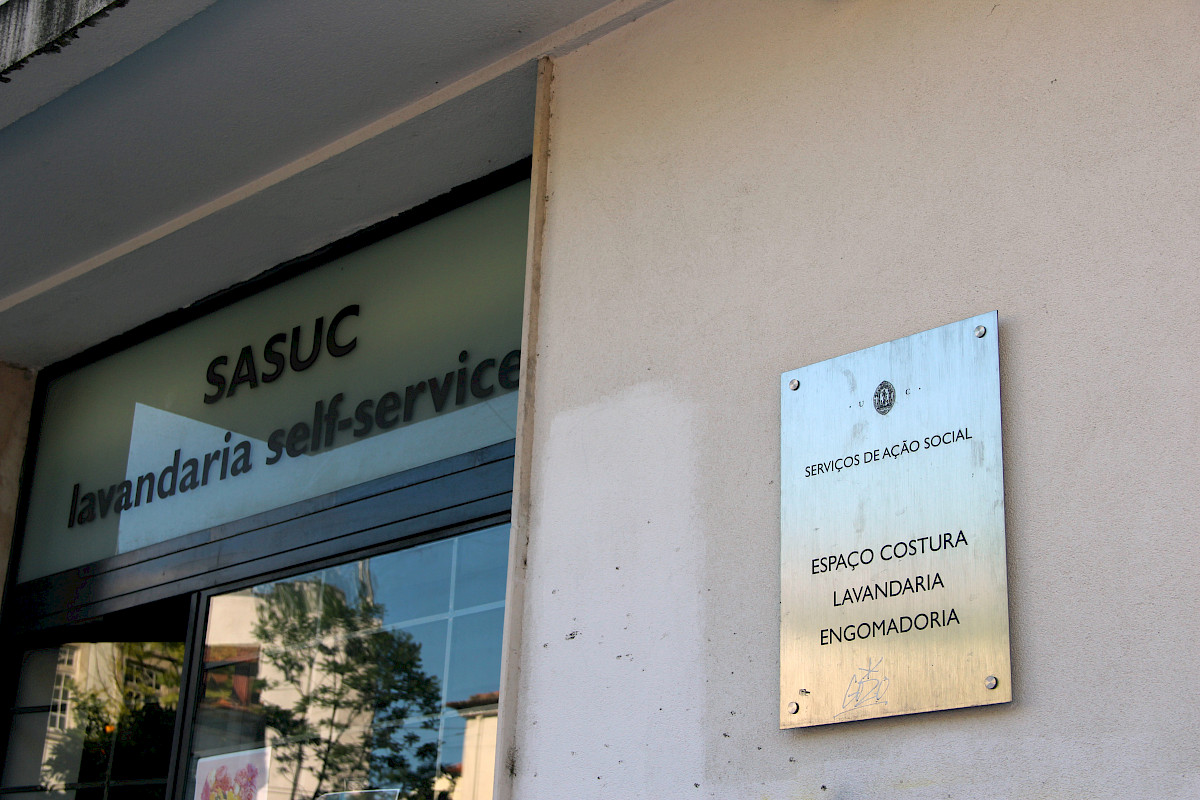 SASUC
lavandaria self-service
U C
SERVIÇOS DE AÇÃO SOCIAL
ESPAÇO COSTURA
LAVANDARIA
ENGOMADORIA